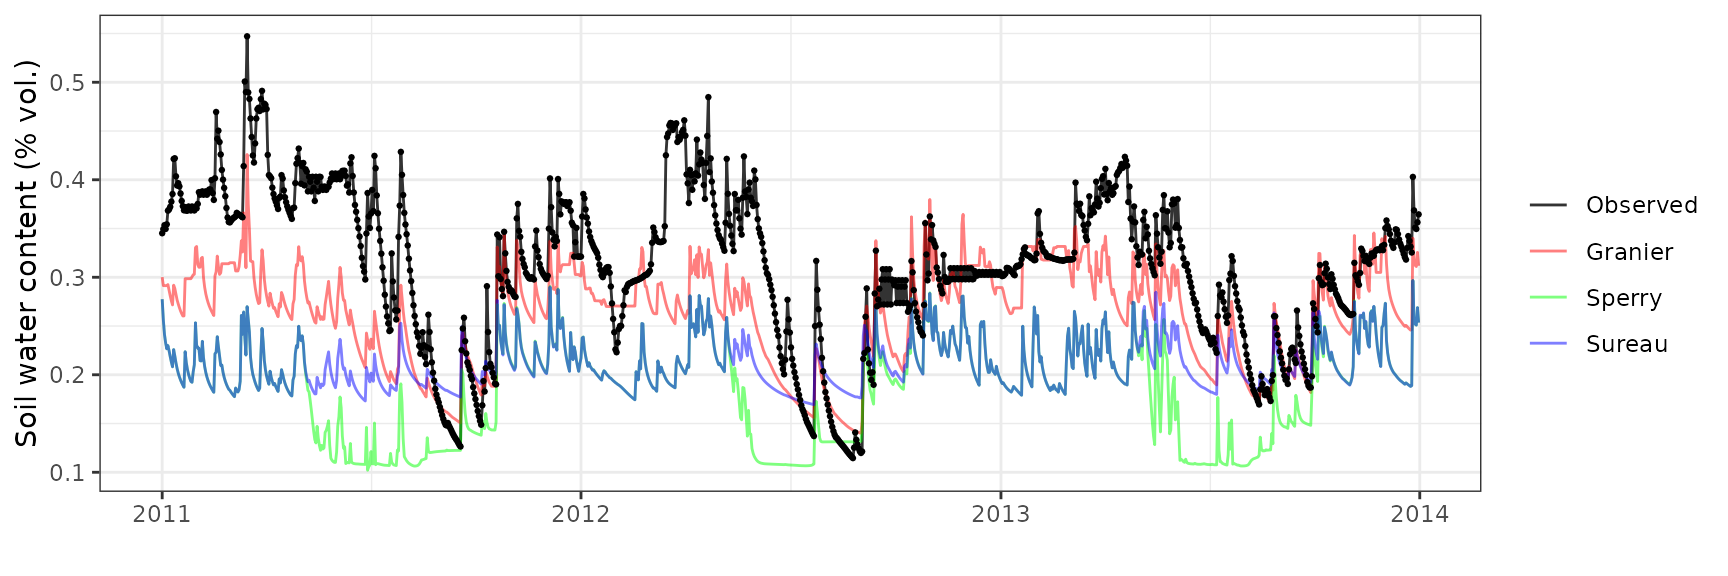 Soil water content (% vol.)
0.5
0.4
0.3
0.2
0.1
2011
2012
2013
2014
Observed
Granier
Sperry
Sureau